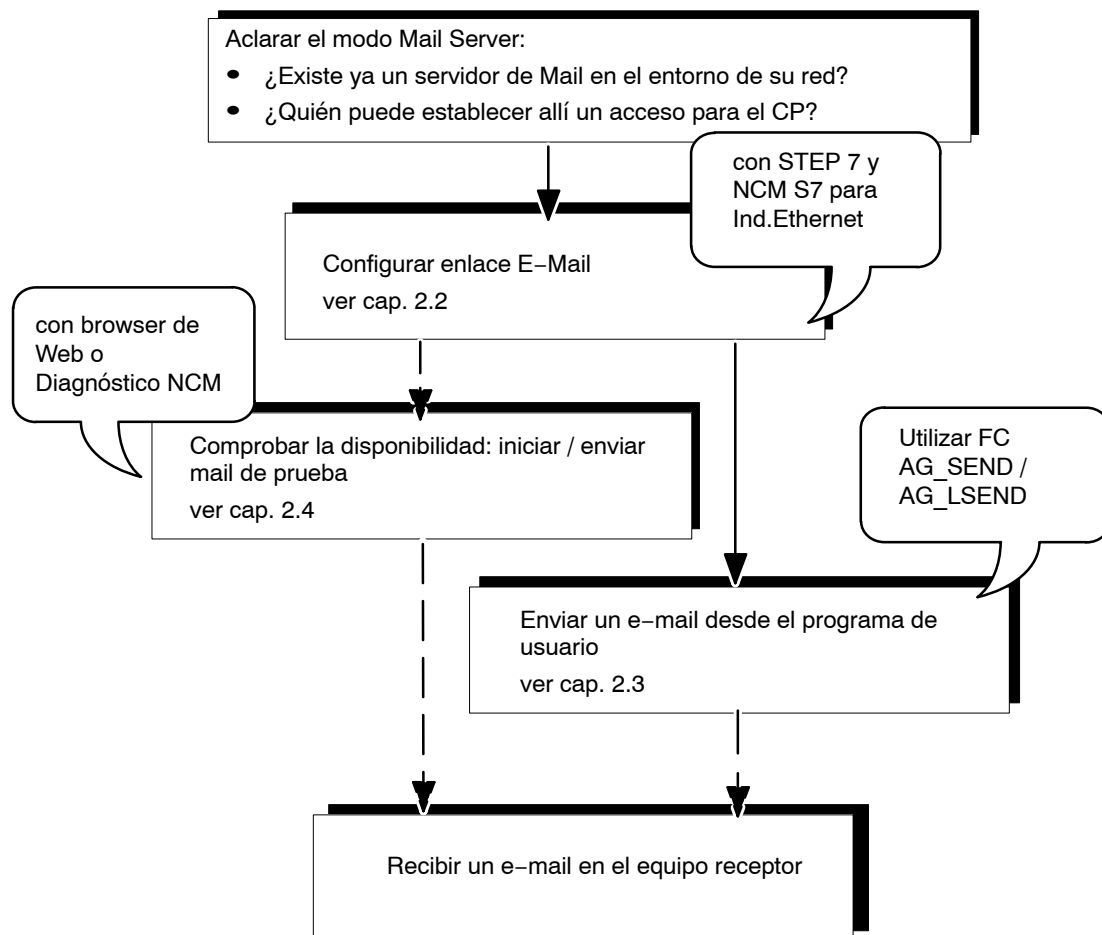 Aclarar el modo Mail Server:
• ¿Existe ya un servidor de Mail en el entorno de su red?
• ¿Quién puede establecer allí un acceso para el CP?
con STEP 7 y
NCM S7 para
Ind.Ethernet
Configurar enlace E−Mail
ver cap. 2.2
con browser de
Web o
Diagnóstico NCM
Comprobar la disponibilidad: iniciar / enviar
mail de prueba
ver cap. 2.4
Utilizar FC
AG_SEND /
AG_LSEND
Enviar un e−mail desde el programa de
usuario
ver cap. 2.3
Recibir un e−mail en el equipo receptor